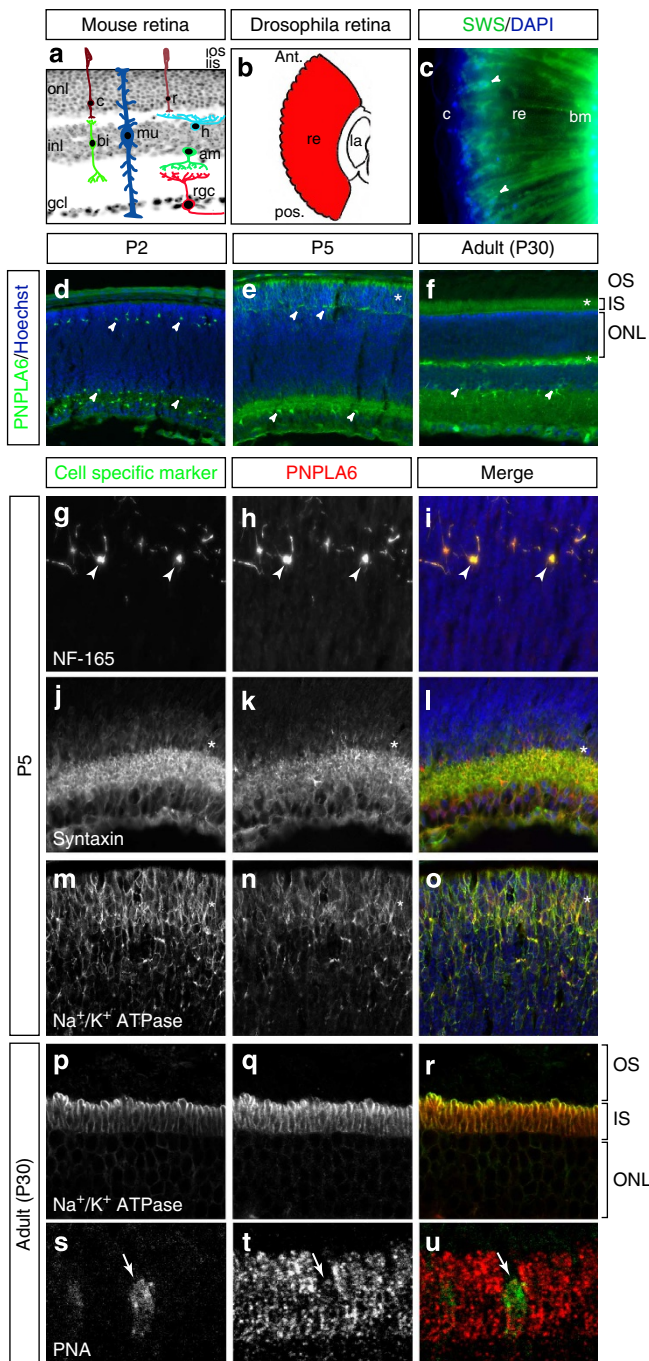 Mouse retina
Drosophila retina
SWS/DAPI
a
os
is
onl
c
r
inl
bi
mu
h
am
gcl
rgc
b
Ant.
re
la
pos.
c
c
re
bm
P2
P5
Adult (P30)
PNPLA6/Hoechst
d
e
*
f
*
*
OS
IS
ONL
Cell specific marker
PNPLA6
Merge
P5
g
NF-165
h
i
j
*
Syntaxin
k
*
l
*
m
*
Na⁺/K⁺ ATPase
n
*
o
*
Adult (P30)
p
Na⁺/K⁺ ATPase
q
r
OS
IS
ONL
s
PNA
t
u